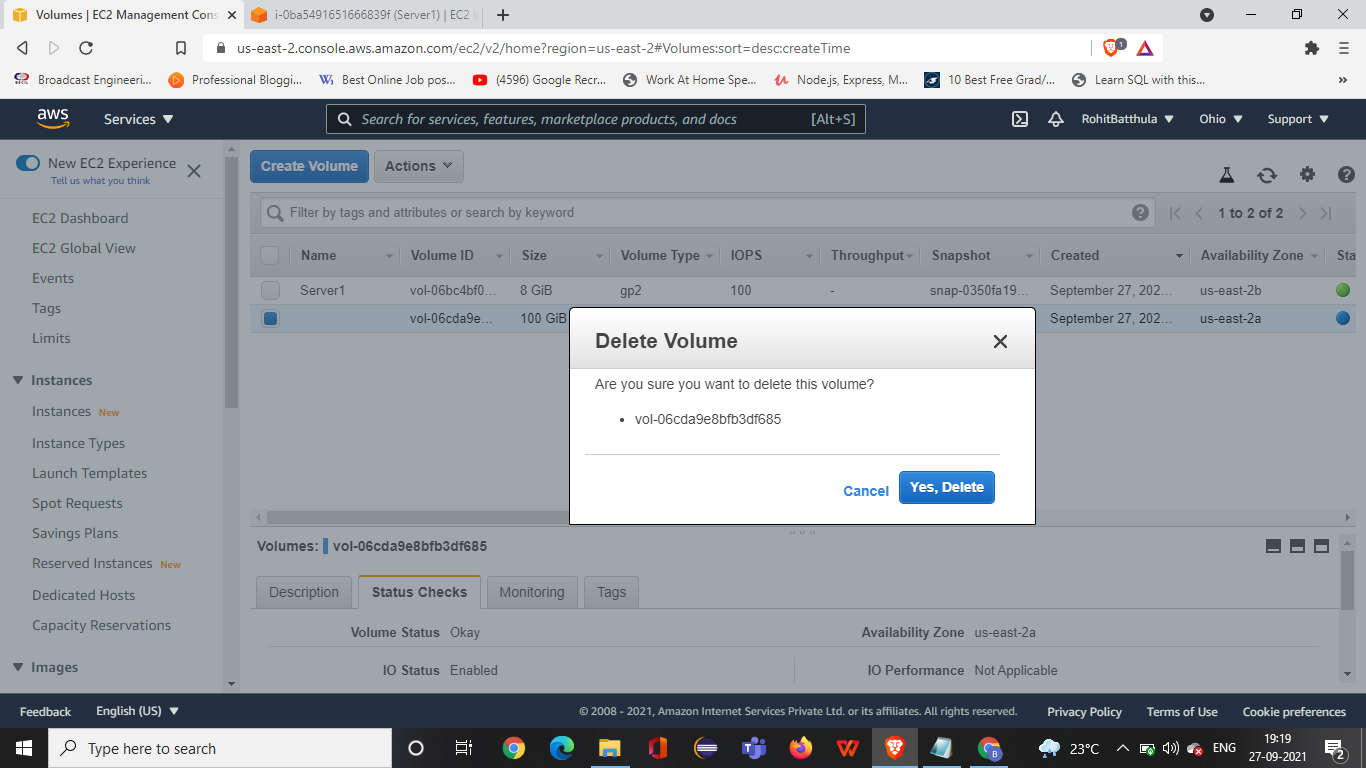 Volumes | EC2 Management Cons
i-0ba5491651666839f (Server1) | EC2
us-east-2.console.aws.amazon.com/ec2/v2/home?region=us-east-2#Volumes:sort=desc:createTime
1
Broadcast Engineeri...
Professional Bloggi...
Best Online Job pos...
(4596) Google Recr...
Work At Home Spe...
Node.js, Express, M...
10 Best Free Grad/...
Learn SQL with this...
aws
Services
Search for services, features, marketplace products, and docs
[Alt+S]
RohitBatthula
Ohio
Support
New EC2 Experience
Tell us what you think
EC2 Dashboard
EC2 Global View
Events
Tags
Limits
Instances
Instances New
Instance Types
Launch Templates
Spot Requests
Savings Plans
Reserved Instances New
Dedicated Hosts
Capacity Reservations
Images
Create Volume
Actions
Filter by tags and attributes or search by keyword
1 to 2 of 2
Name Volume ID Size Volume Type IOPS Throughput Snapshot Created Availability Zone Sta
Server1 vol-06bc4bf0... 8 GiB gp2 100 - snap-0350fa19... September 27, 202... us-east-2b
vol-06cda9e... 100 GiB September 27, 202... us-east-2a
Delete Volume
Are you sure you want to delete this volume?
• vol-06cda9e8bfb3df685
Cancel
Yes, Delete
Volumes: vol-06cda9e8bfb3df685
Description
Status Checks
Monitoring
Tags
Volume Status Okay
Availability Zone us-east-2a
IO Status Enabled
IO Performance Not Applicable
Feedback
English (US)
© 2008 - 2021, Amazon Internet Services Private Ltd. or its affiliates. All rights reserved.
Privacy Policy
Terms of Use
Cookie preferences
Type here to search
23°C
ENG
19:19
27-09-2021
2